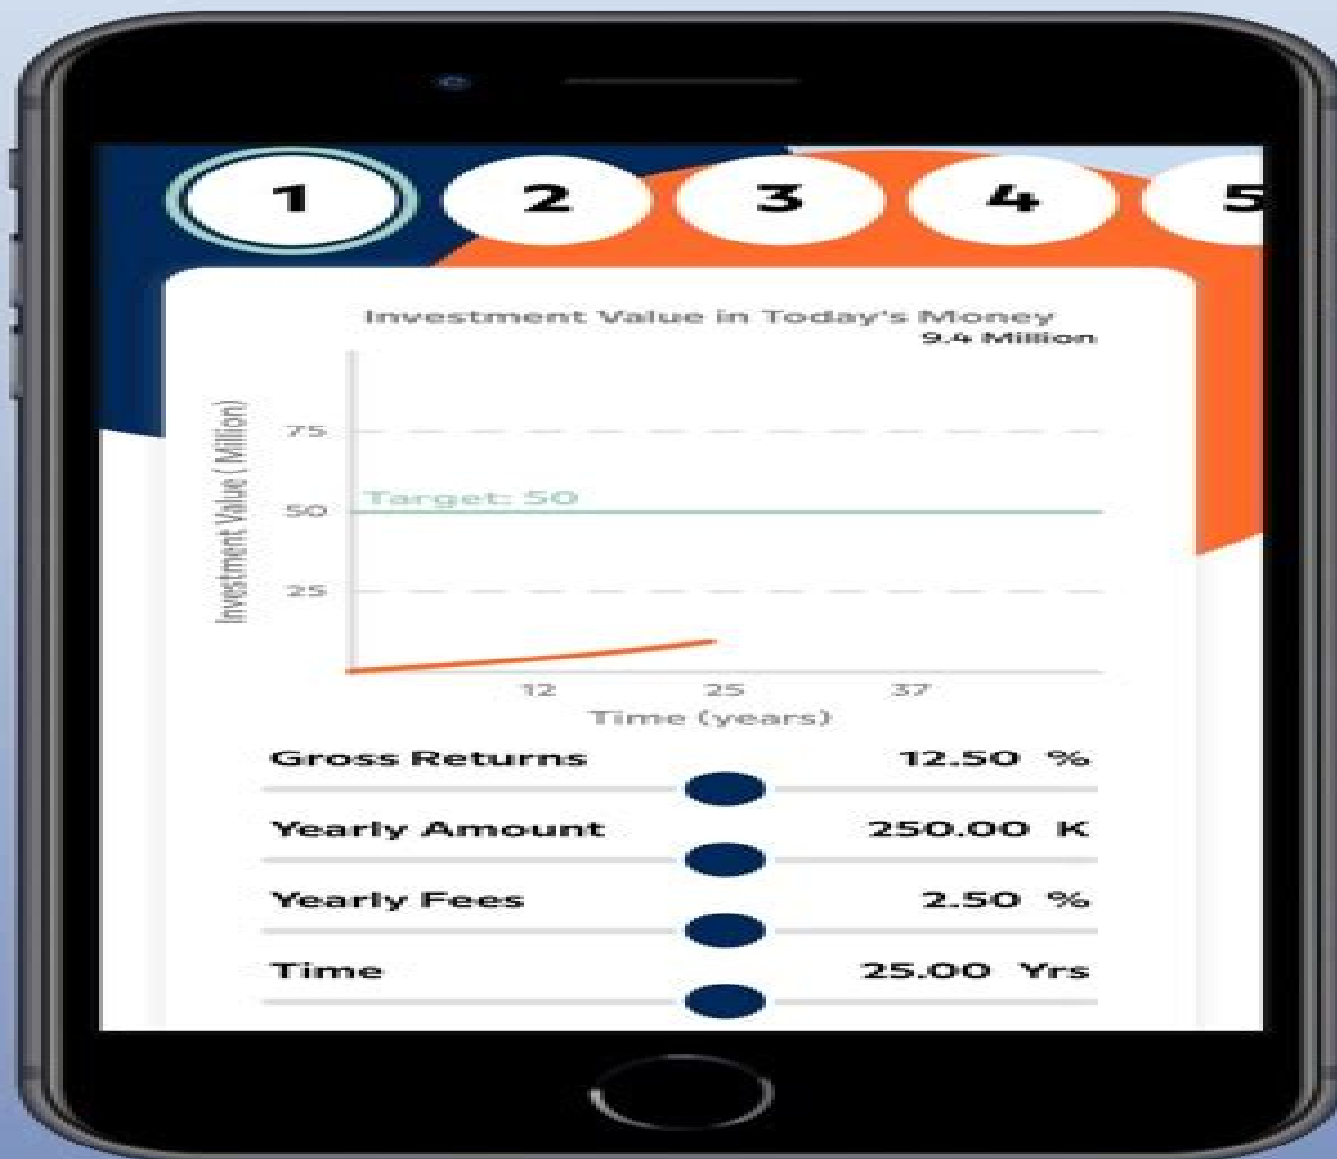 1 2 3 4 5
Investment Value in Today's Money
9.4 Million
Investment Value ( Million)
75
Target: 50
50
25
12 25 37
Time (years)
Gross Returns 12.50 %
Yearly Amount 250.00 K
Yearly Fees 2.50 %
Time 25.00 Yrs